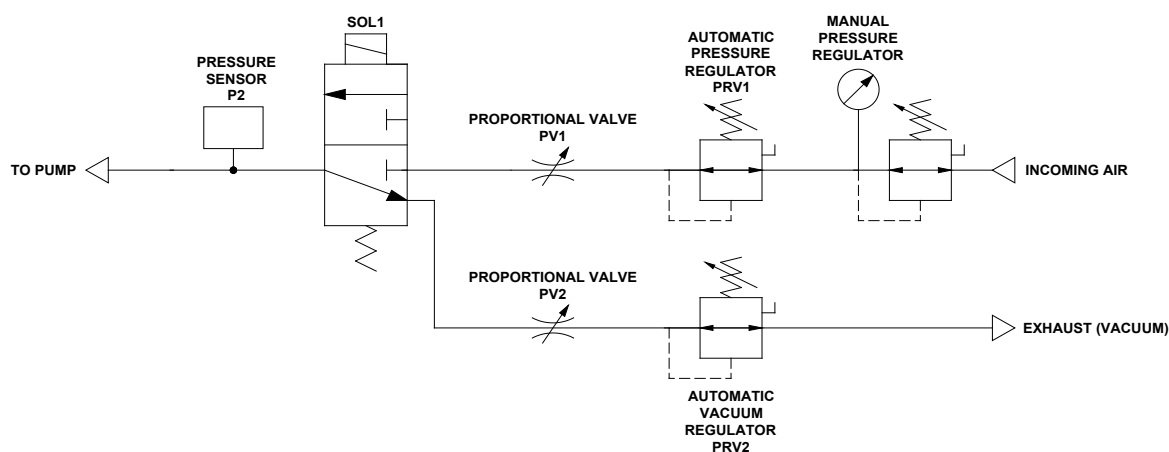 SOL1
MANUAL
PRESSURE
REGULATOR
AUTOMATIC
PRESSURE
REGULATOR
PRV1
PRESSURE
SENSOR
P2
PROPORTIONAL VALVE
PV1
TO PUMP
INCOMING AIR
PROPORTIONAL VALVE
PV2
EXHAUST (VACUUM)
AUTOMATIC
VACUUM
REGULATOR
PRV2